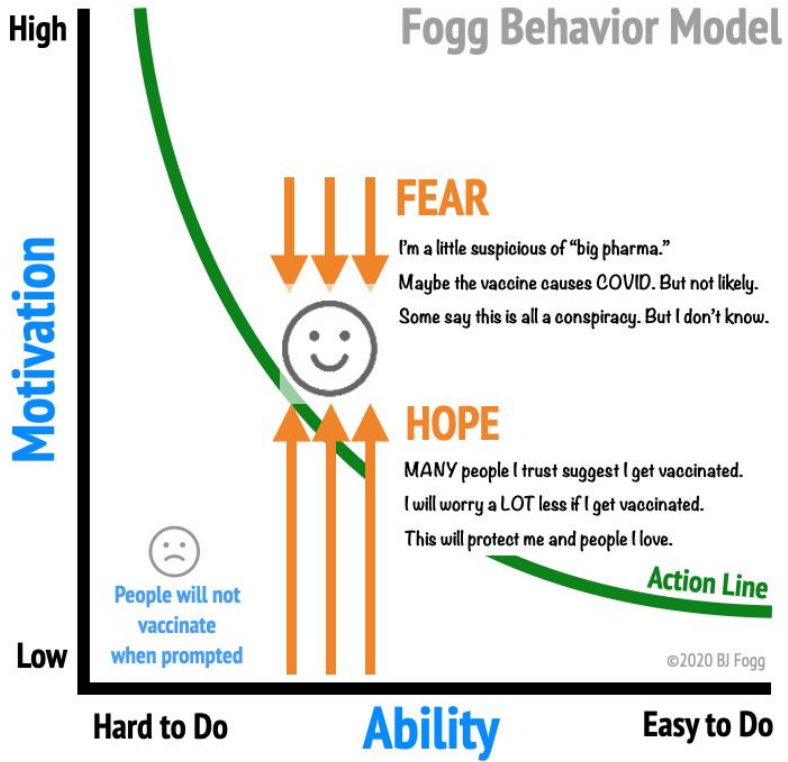 Fogg Behavior Model
High
FEAR
I'm a little suspicious of "big pharma."
Maybe the vaccine causes COVID. But not likely.
Some say this is all a conspiracy. But I don't know.
Motivation
HOPE
MANY people I trust suggest I get vaccinated.
I will worry a LOT less if I get vaccinated.
This will protect me and people I love.
People will not
vaccinate
when prompted
Action Line
Low
©2020 BJ Fogg
Hard to Do
Ability
Easy to Do